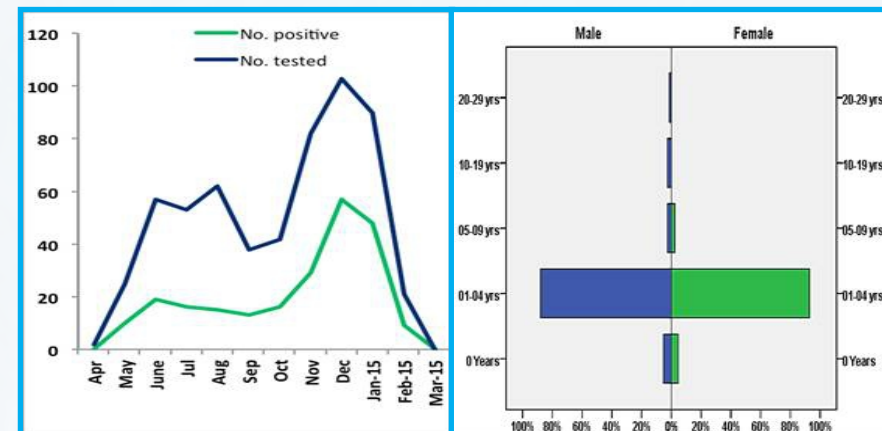 No. positive
No. tested
120
100
80
60
40
20
0
Apr
May
June
Jul
Aug
Sep
Oct
Nov
Dec
Jan-15
Feb-15
Mar-15
Male Female
20-29 yrs 20-29 yrs
10-19 yrs 10-19 yrs
05-09 yrs 05-09 yrs
01-04 yrs 01-04 yrs
0 Years 0 Years
100% 80% 60% 40% 20% 0% 20% 40% 60% 80% 100%